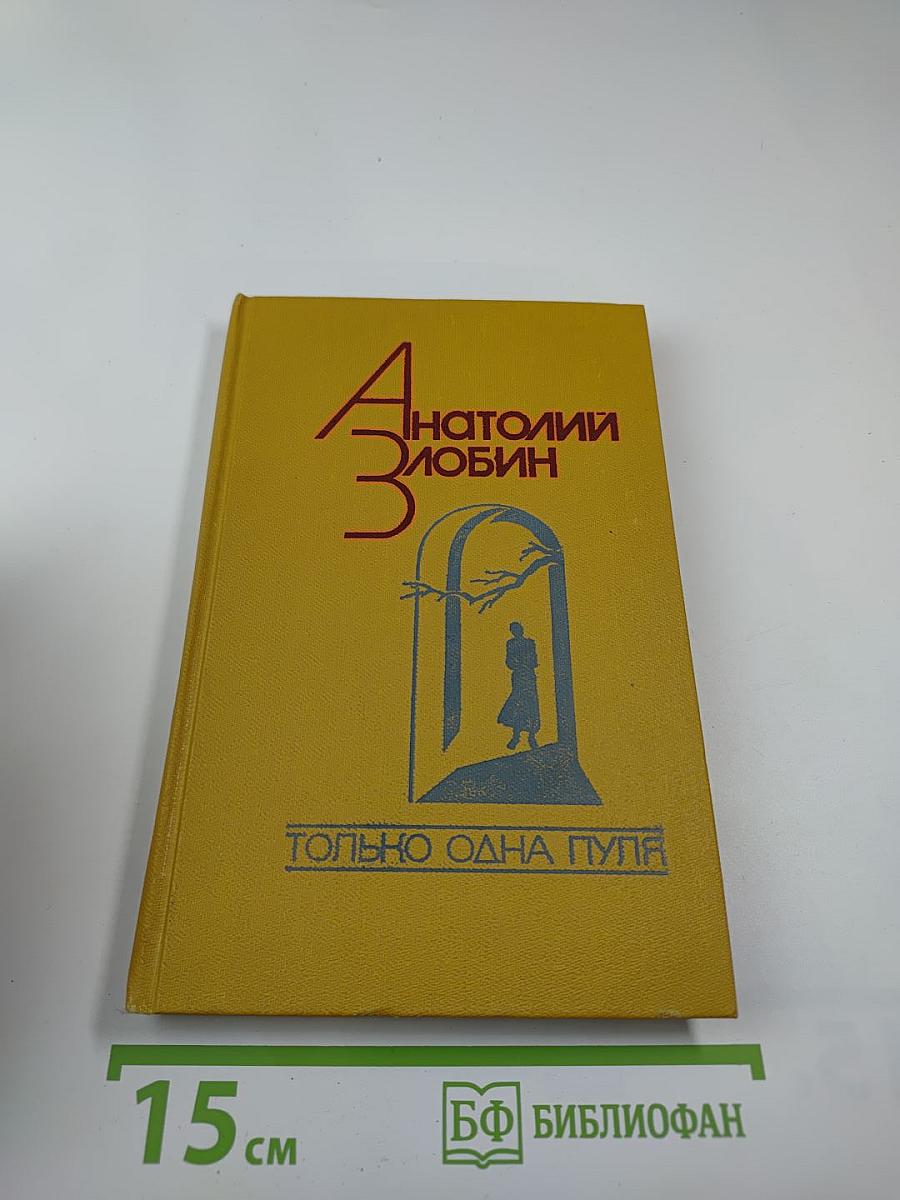 Анатолий
Злобин
ТОЛЬКО ОДНА ПУЛЯ
15 см
БФ БИБЛИОФАН